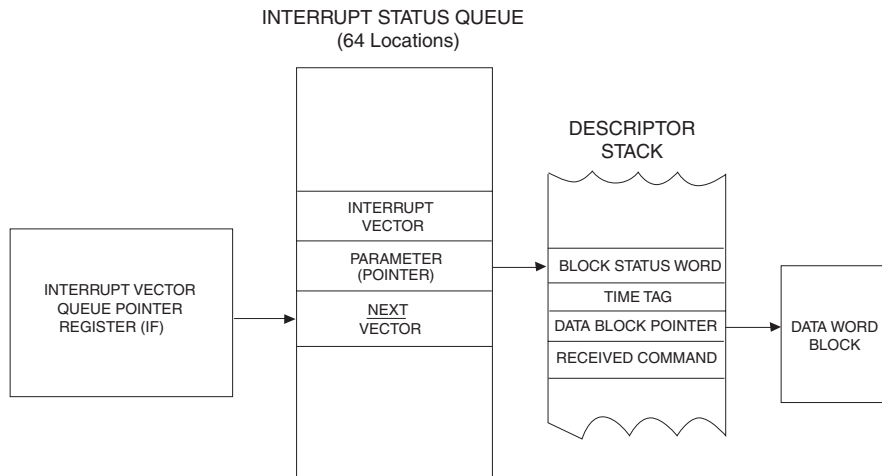 INTERRUPT STATUS QUEUE
(64 Locations)
DESCRIPTOR
STACK
INTERRUPT
VECTOR
PARAMETER
(POINTER)
NEXT
VECTOR
INTERRUPT VECTOR
QUEUE POINTER
REGISTER (IF)
BLOCK STATUS WORD
TIME TAG
DATA BLOCK POINTER
RECEIVED COMMAND
DATA WORD
BLOCK